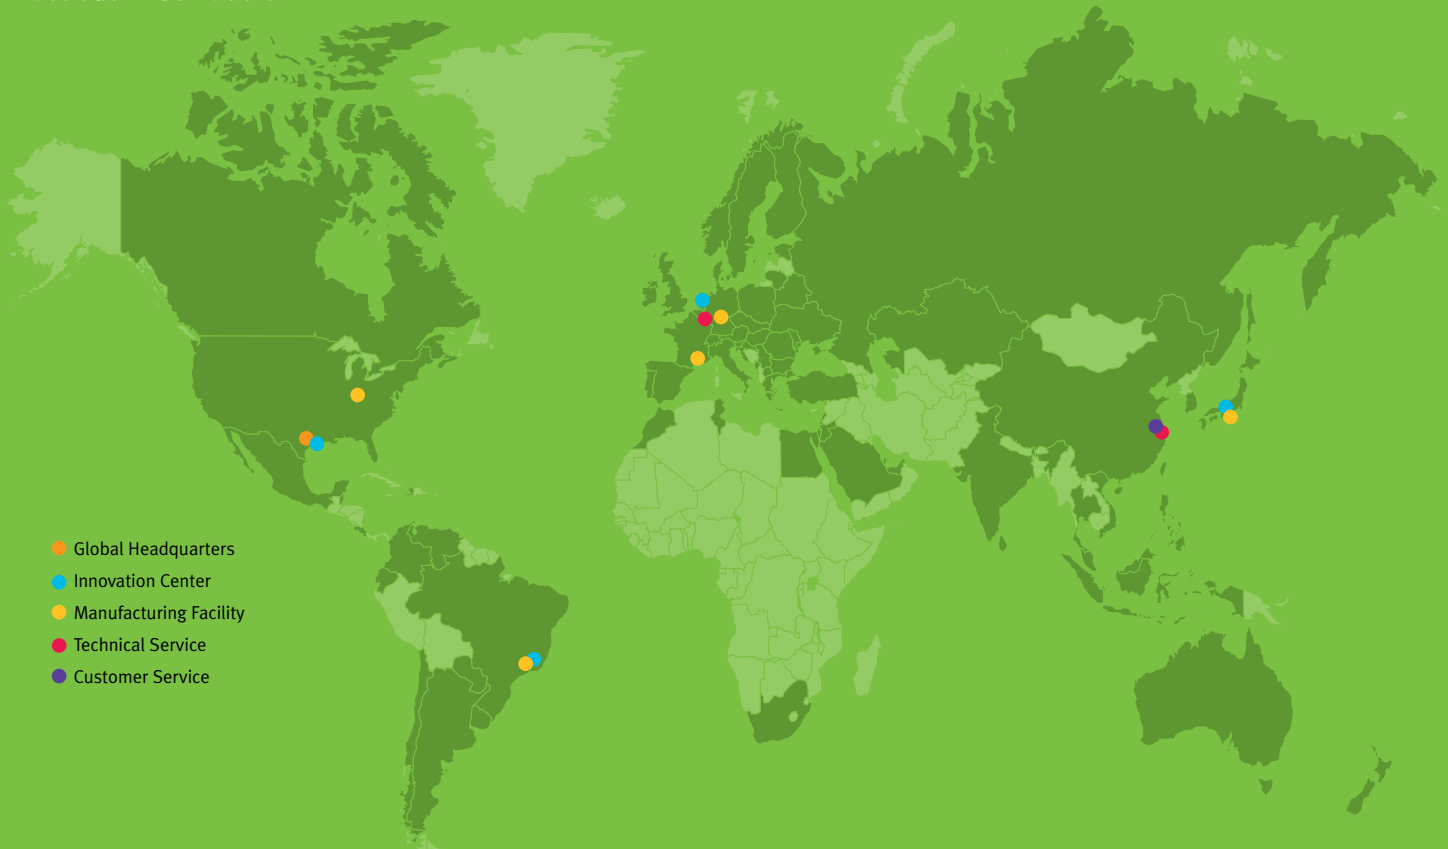 Global Headquarters
Innovation Center
Manufacturing Facility
Technical Service
Customer Service